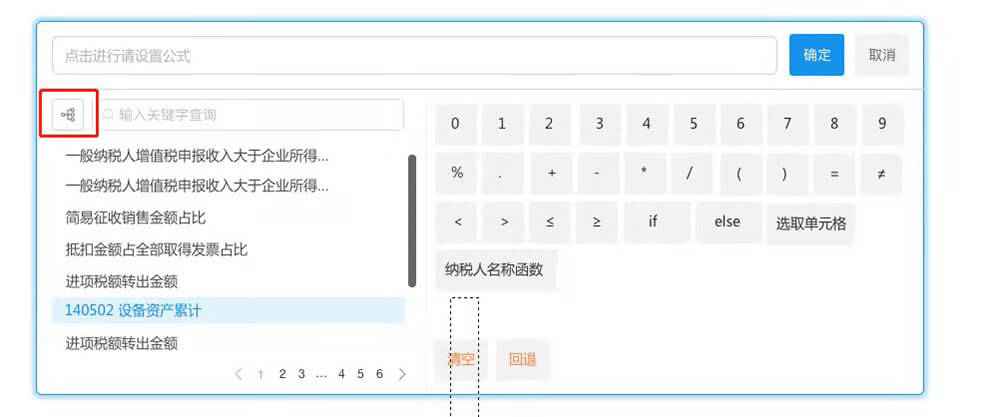 点击进行请设置公式 确定 取消
输入关键字查询
一般纳税人增值税申报收入大于企业所得...
一般纳税人增值税申报收入大于企业所得...
简易征收销售金额占比
抵扣金额占全部取得发票占比
进项税额转出金额
140502 设备资产累计
进项税额转出金额
1 2 3 ... 4 5 6
0 1 2 3 4 5 6 7 8 9
% . + - * / ( ) = ≠
< > ≤ ≥ if else 选取单元格
纳税人名称函数
清空 回退